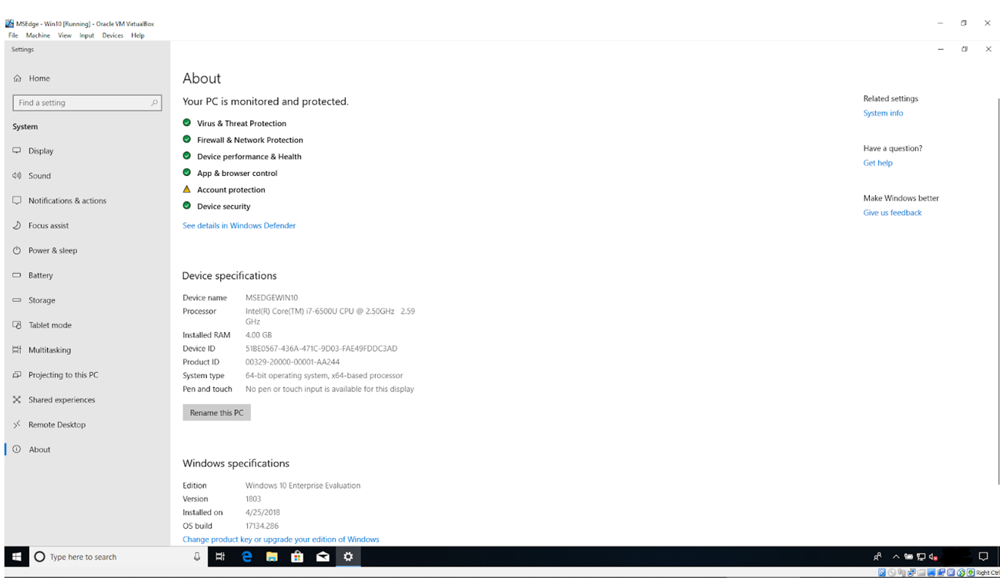 MSEdge - Win10 [Running] - Oracle VM VirtualBox
File Machine View Input Devices Help
Settings
Home
Find a setting
System
Display
Sound
Notifications & actions
Focus assist
Power & sleep
Battery
Storage
Tablet mode
Multitasking
Projecting to this PC
Shared experiences
Remote Desktop
About
About
Your PC is monitored and protected.
Virus & Threat Protection
Firewall & Network Protection
Device performance & Health
App & browser control
Account protection
Device security
See details in Windows Defender
Device specifications
Device name MSEDGEWIN10
Processor Intel(R) Core(TM) i7-6500U CPU @ 2.50GHz 2.59
GHz
Installed RAM 4.00 GB
Device ID 51BE0567-436A-471C-9D03-FAE49FDDC3AD
Product ID 00329-20000-00001-AA244
System type 64-bit operating system, x64-based processor
Pen and touch No pen or touch input is available for this display
Rename this PC
Windows specifications
Edition Windows 10 Enterprise Evaluation
Version 1803
Installed on 4/25/2018
OS build 17134.286
Change product key or upgrade your edition of Windows
Related settings
System info
Have a question?
Get help
Make Windows better
Give us feedback
Type here to search
Right Ctrl